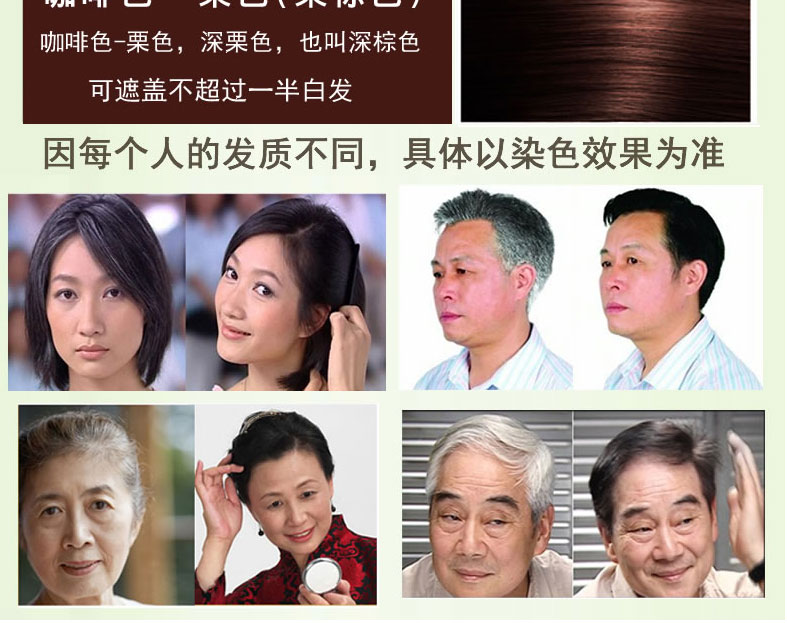 咖啡色-栗色，深栗色，也叫深棕色
可遮盖不超过一半白发
因每个人的发质不同，具体以染色效果为准